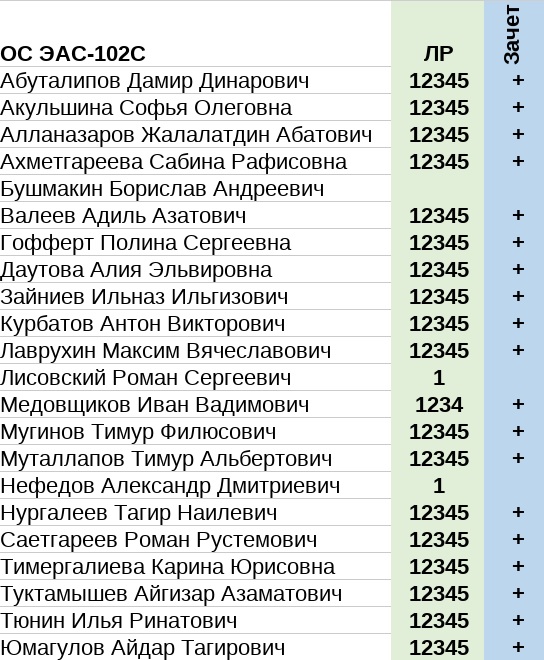 ОС ЭАС-102С ЛР Зачет
Абуталипов Дамир Динарович 12345 +
Акульшина Софья Олеговна 12345 +
Алланазаров Жалалатдин Абатович 12345 +
Ахметгареева Сабина Рафисовна 12345 +
Бушмакин Борислав Андреевич
Валеев Адиль Азатович 12345 +
Гофферт Полина Сергеевна 12345 +
Даутова Алия Эльвировна 12345 +
Зайниев Ильназ Ильгизович 12345 +
Курбатов Антон Викторович 12345 +
Лаврухин Максим Вячеславович 12345 +
Лисовский Роман Сергеевич 1
Медовщиков Иван Вадимович 1234 +
Мугинов Тимур Филюсович 12345 +
Муталлапов Тимур Альбертович 12345 +
Нефедов Александр Дмитриевич 1
Нургалеев Тагир Наилевич 12345 +
Саетгареев Роман Рустемович 12345 +
Тимергалиева Карина Юрисовна 12345 +
Туктамышев Айгизар Азаматович 12345 +
Тюнин Илья Ринатович 12345 +
Юмагулов Айдар Тагирович 12345 +